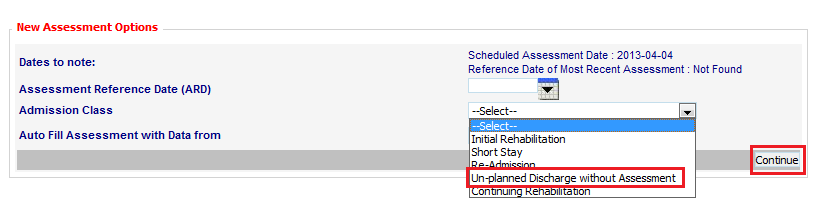 New Assessment Options
Dates to note:
Scheduled Assessment Date : 2013-04-04
Reference Date of Most Recent Assessment : Not Found
Assessment Reference Date (ARD)
Admission Class
--Select--
Auto Fill Assessment with Data from
--Select--
Initial Rehabilitation
Short Stay
Re-Admission
Un-planned Discharge without Assessment
Continuing Rehabilitation
Continue